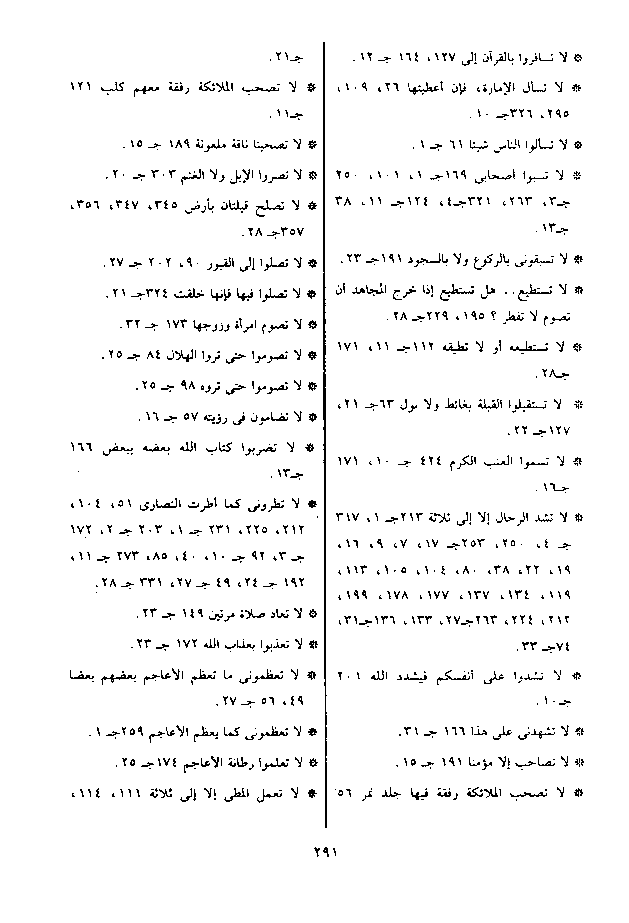 * لا تسافروا بالقرآن إلى ١٢٧، ١٦٤ جـ ١٢.
* لا تسأل الإمارة، فإن أعطيتها ٢٦، ١٠٩،
٢٩٥، ٣٢٦جـ ١٠.
* لا تسألوا الناس شيئا ٦١ جـ ١.
* لا تسبوا أصحابى ١٦٩جـ ١، ١٠١، ٢٥٠
جـ٣، ٢٦٣، ٣٢١جـ٤، ١٢٤جـ ١١، ٣٨
جـ١٣.
* لا تسبقونى بالركوع ولا بالسجود ١٩١جـ ٢٣.
* لا تستطيع.. هل تستطيع إذا خرج المجاهد أن
تصوم لا تفطر؟ ١٩٥، ٢٢٩جـ ٢٨.
* لا تستطيعه أو لا تطيقه ١١٢جـ ١١، ١٧١
جـ٢٨.
* لا تستقبلوا القبلة بغائط ولا بول ٦٣جـ ٢١،
١٢٧جـ ٢٢.
* لا تسموا العنب الكرم ٤٢٤ جـ ١٠، ١٧١
جـ١٦.
* لا تشد الرحال إلا إلى ثلاثة ٢١٣جـ ١، ٣١٧
جـ ٤، ٢٥٠، ٢٥٣جـ ١٧، ٧، ٩، ١٦،
١٩، ٢٢، ٣٨، ٨٠، ١٠٤، ١٠٥، ١١٣،
١١٩، ١٣٤، ١٣٧، ١٧٧، ١٧٨، ١٩٩،
٢١٢، ٢٢٤، ٢٦٣جـ٢٧، ١٣٣، ١٣٦جـ٣١،
٧٤جـ ٣٣.
* لا تشدوا على أنفسكم فيشدد الله ٢٠١
جـ١٠.
* لا تشهدنى على هذا ١٦٦ جـ ٣١.
* لا تصاحب إلا مؤمنا ١٩١ جـ ١٥.
* لا تصحب الملائكة رفقة فيها جلد نمر ٥٦
جـ٢١.
* لا تصحب الملائكة رفقة معهم كلب ١٢١
جـ١١.
* لا تصحبنا ناقة ملعونة ١٨٩ جـ ١٥.
* لا تصروا الإبل ولا الغنم ٣٠٣ جـ ٢٠.
* لا تصلح قبلتان بأرض ٣٤٥، ٣٤٧، ٣٥٦،
٣٥٧جـ ٢٨.
* لا تصلوا إلى القبور ٩٠، ٢٠٢ جـ ٢٧.
* لا تصلوا فيها فإنها خلقت ٣٢٤جـ ٢١.
* لا تصوم امرأة وزوجها ١٧٣ جـ ٣٢.
* لا تصوموا حتى تروا الهلال ٨٤ جـ ٢٥.
* لا تصوموا حتى تروه ٩٨ جـ ٢٥.
* لا تضامون فى رؤيته ٥٧ جـ ١٦.
* لا تضربوا كتاب الله بعضه ببعض ١٦٦
جـ١٣.
* لا تطرونى كما أطرت النصارى ٥١، ١٠٤،
٢١٢، ٢٢٥، ٢٣١ جـ ١، ٢٠٣ جـ ٢، ١٧٢
جـ ٣، ٩٢ جـ ١٠، ٤٠، ٨٥، ٢٧٣ جـ ١١،
١٩٢ جـ ٢٤، ٤٩ جـ ٢٧، ٣٣١ جـ ٢٨.
* لا تعاد صلاة مرتين ١٤٩ جـ ٢٣.
* لا تعذبوا بعذاب الله ١٧٢ جـ ٢٣.
* لا تعظمونى ما تعظم الأعاجم بعضهم بعضا
٤٩، ٥٦ جـ ٢٧.
* لا تعظمونى كما يعظم الأعاجم ٢٥٩جـ ١.
* لا تعلموا رطانة الأعاجم ١٧٤جـ ٢٥.
* لا تعمل المطى إلا إلى ثلاثة ١١٦، ١١٤،
٢٩١